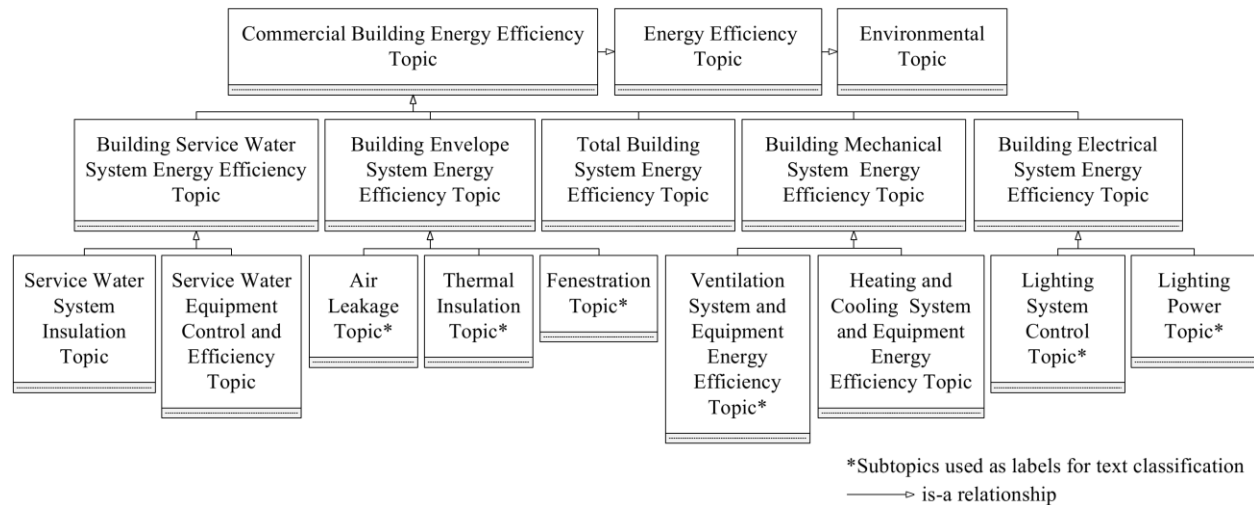 Commercial Building Energy Efficiency
Topic
Energy Efficiency
Topic
Environmental
Topic
Building Service Water
System Energy Efficiency
Topic
Building Envelope
System Energy
Efficiency Topic
Total Building
System Energy
Efficiency Topic
Building Mechanical
System Energy
Efficiency Topic
Building Electrical
System Energy
Efficiency Topic
Service Water
System
Insulation
Topic
Service Water
Equipment
Control and
Efficiency
Topic
Air
Leakage
Topic*
Thermal
Insulation
Topic*
Fenestration
Topic*
Ventilation
System and
Equipment
Energy
Efficiency
Topic*
Heating and
Cooling System
and Equipment
Energy
Efficiency Topic
Lighting
System
Control
Topic*
Lighting
Power
Topic*
*Subtopics used as labels for text classification
is-a relationship